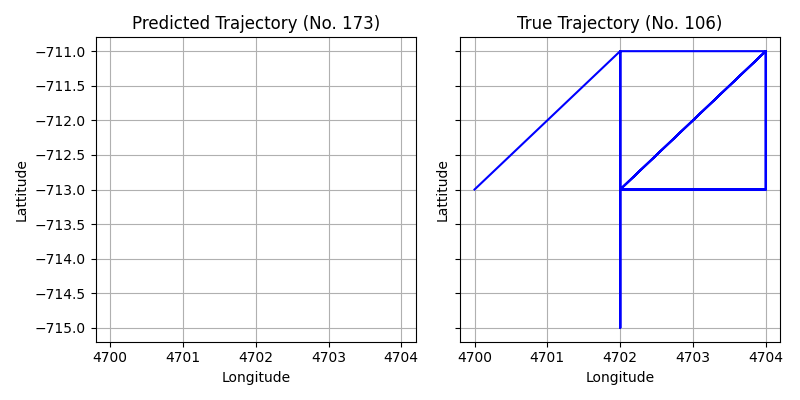 Predicted Trajectory (No. 173)
True Trajectory (No. 106)
−711.0
−711.5
−712.0
−712.5
−713.0
−713.5
−714.0
−714.5
−715.0
Lattitude
Lattitude
4700 4701 4702 4703 4704
4700 4701 4702 4703 4704
Longitude
Longitude